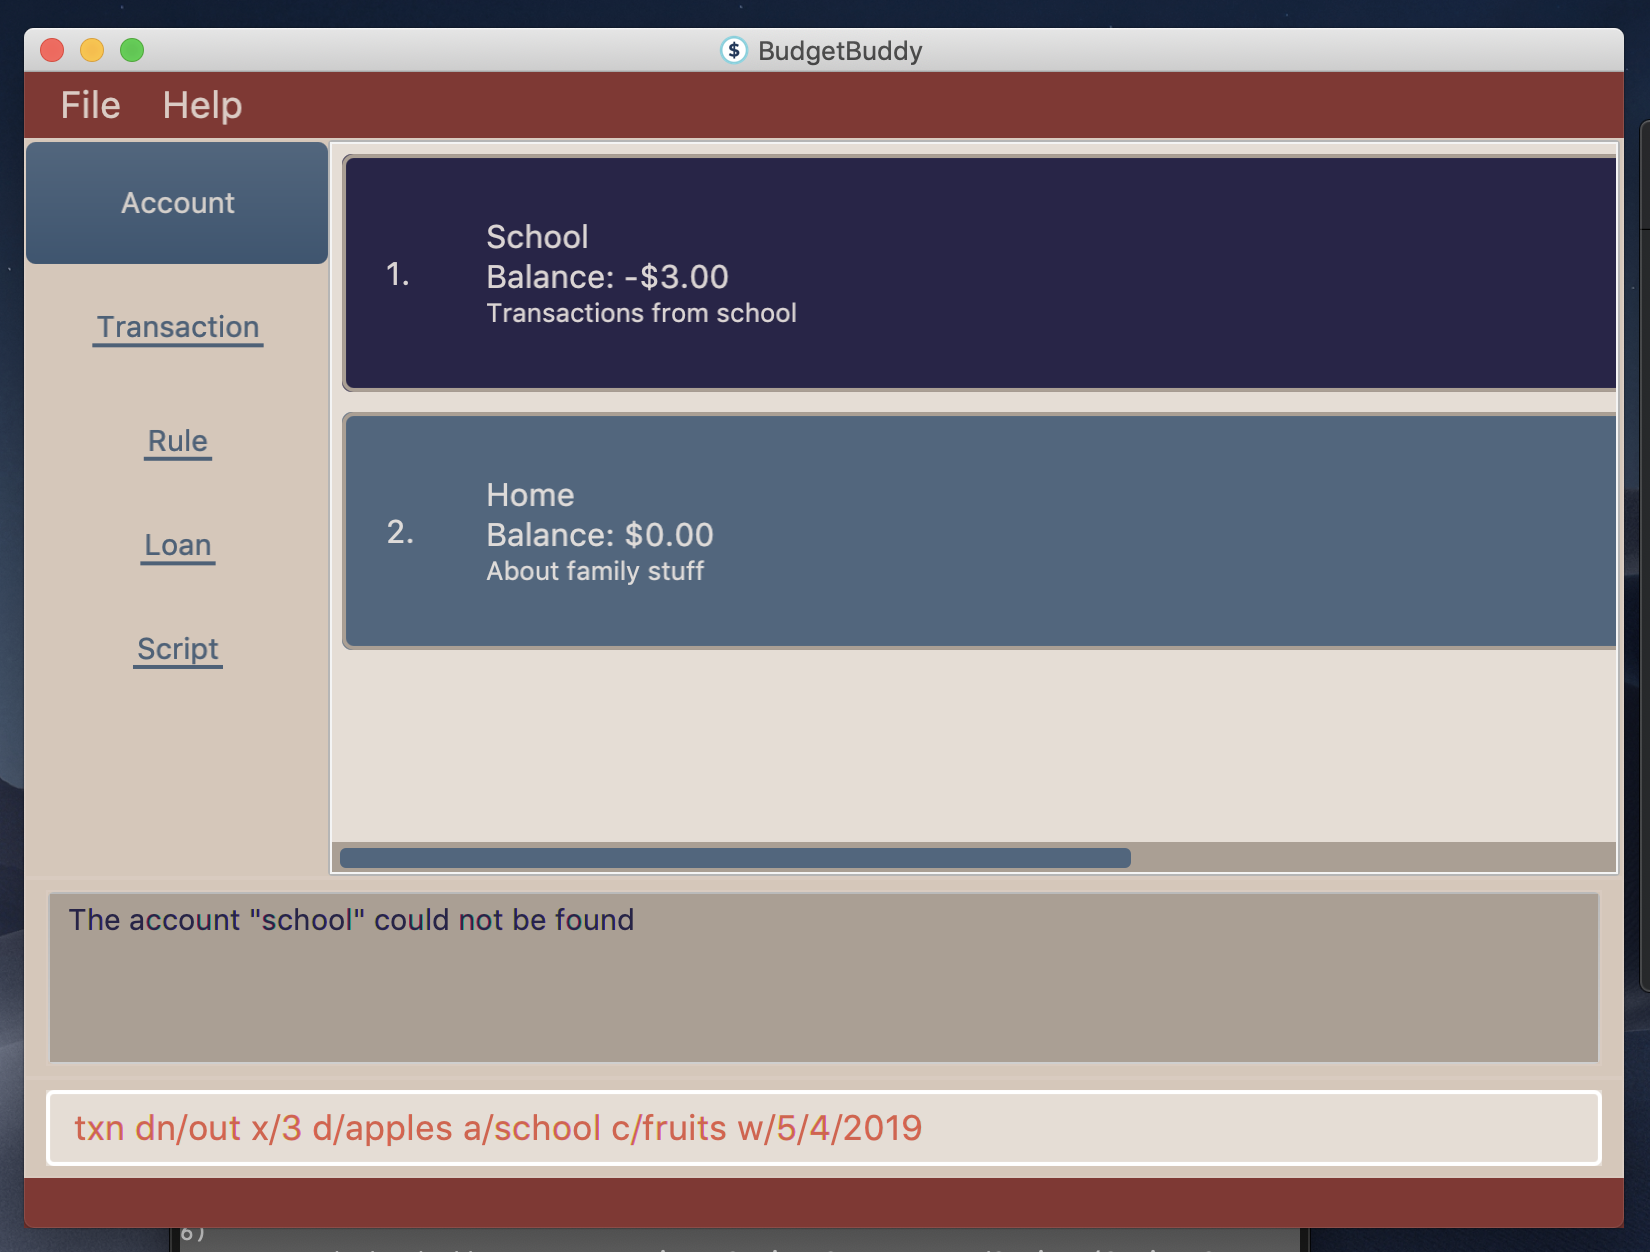 $ BudgetBuddy
File Help
Account
Transaction
Rule
Loan
Script
1.
School
Balance: -$3.00
Transactions from school
2.
Home
Balance: $0.00
About family stuff
The account "school" could not be found
txn dn/out x/3 d/apples a/school c/fruits w/5/4/2019
6)